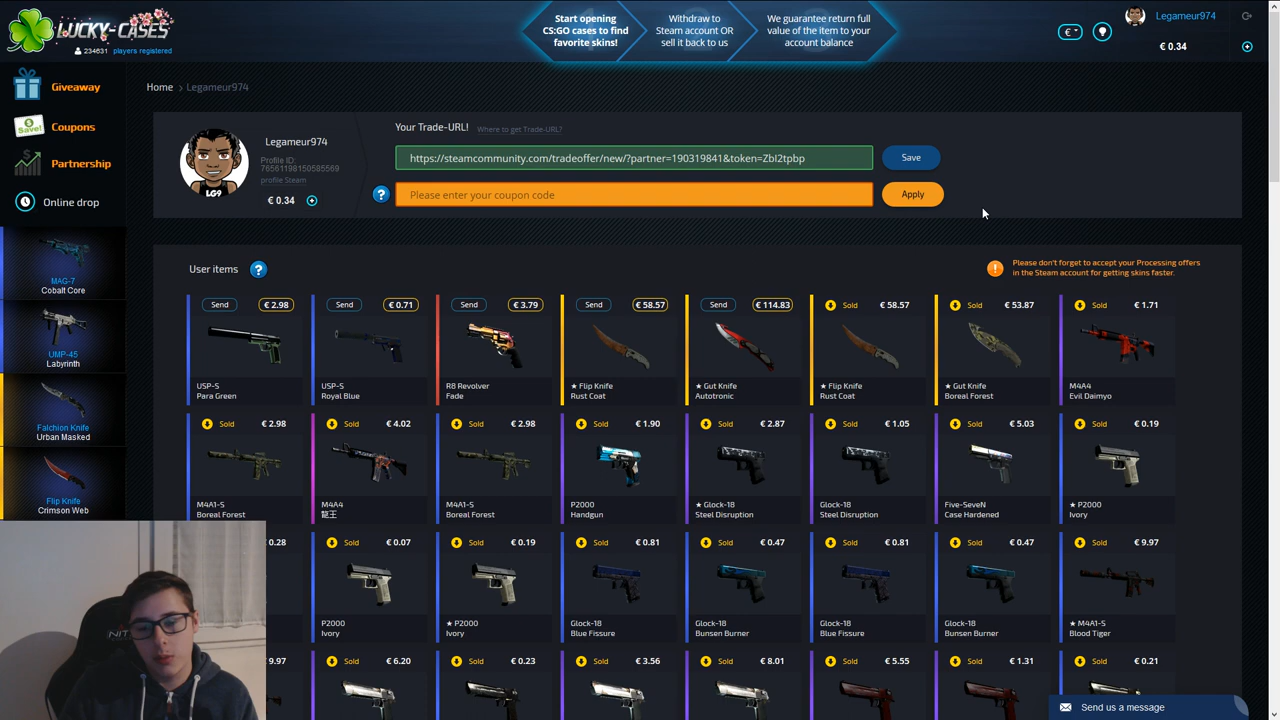 LUCKY-CASES
234631 players registered
Start opening
CS:GO cases to find
favorite skins!
Withdraw to
Steam account OR
sell it back to us
We guarantee return full
value of the item to your
account balance
€
Legameur974
€ 0.34
Giveaway
Save!
Coupons
Partnership
Online drop
MAG-7
Cobalt Core
UMP-45
Labyrinth
Falchion Knife
Urban Masked
Flip Knife
Crimson Web
Home > Legameur974
LG9
Legameur974
Profile ID:
76561198150585569
profile Steam
€ 0.34
Your Trade-URL! Where to get Trade-URL?
https://steamcommunity.com/tradeoffer/new/?partner=190319841&token=ZbI2tpbp
Save
? Please enter your coupon code
Apply
User items ?
! Please don't forget to accept your Processing offers
in the Steam account for getting skins faster.
Send € 2.98
USP-S
Para Green
Send € 0.71
USP-S
Royal Blue
Send € 3.79
R8 Revolver
Fade
Send € 58.57
★ Flip Knife
Rust Coat
Send € 114.83
★ Gut Knife
Autotronic
Sold € 58.57
★ Flip Knife
Rust Coat
Sold € 53.87
★ Gut Knife
Boreal Forest
€ 1.71
M4A4
Evil Daimyo
Sold € 2.98
M4A1-S
Boreal Forest
Sold € 4.02
M4A4
龍王
Sold € 2.98
M4A1-S
Boreal Forest
Sold € 1.90
P2000
Handgun
Sold € 2.87
★ Glock-18
Steel Disruption
Sold € 1.05
Glock-18
Steel Disruption
Sold € 5.03
Five-SeveN
Case Hardened
Sold € 0.19
★ P2000
Ivory
0.28
Sold € 0.07
P2000
Ivory
Sold € 0.19
★ P2000
Ivory
Sold € 0.81
Glock-18
Blue Fissure
Sold € 0.47
★ Glock-18
Bunsen Burner
Sold € 0.81
Glock-18
Blue Fissure
Sold € 0.47
Glock-18
Bunsen Burner
Sold € 9.97
★ M4A1-S
Blood Tiger
9.97
Sold € 6.20
Sold € 0.23
Sold € 3.56
Sold € 8.01
Sold € 5.55
Sold € 1.31
Sold € 0.21
Send us a message